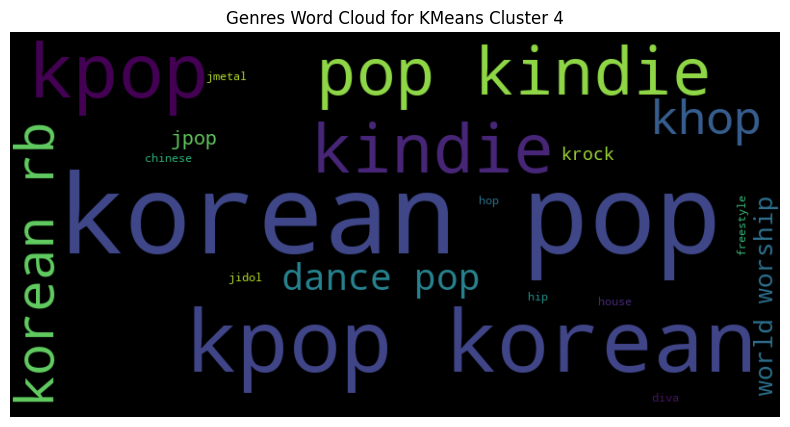 Genres Word Cloud for KMeans Cluster 4
kpop
jmetal
pop kindie
khop
jpop
kindie
krock
chinese
korean rb
korean pop
hop
freestyle
world worship
jidol
dance pop
hip
house
kpop korean
diva